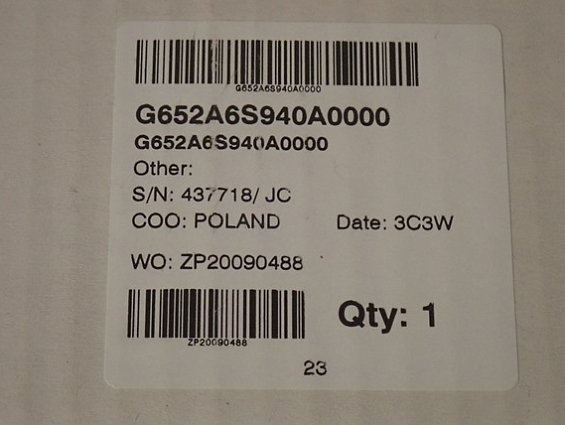 G652A6S940A0000
G652A6S940A0000
G652A6S940A0000
Other:
S/N: 437718/ JC
COO: POLAND Date: 3C3W
WO: ZP20090488
ZP20090488
Qty: 1
23